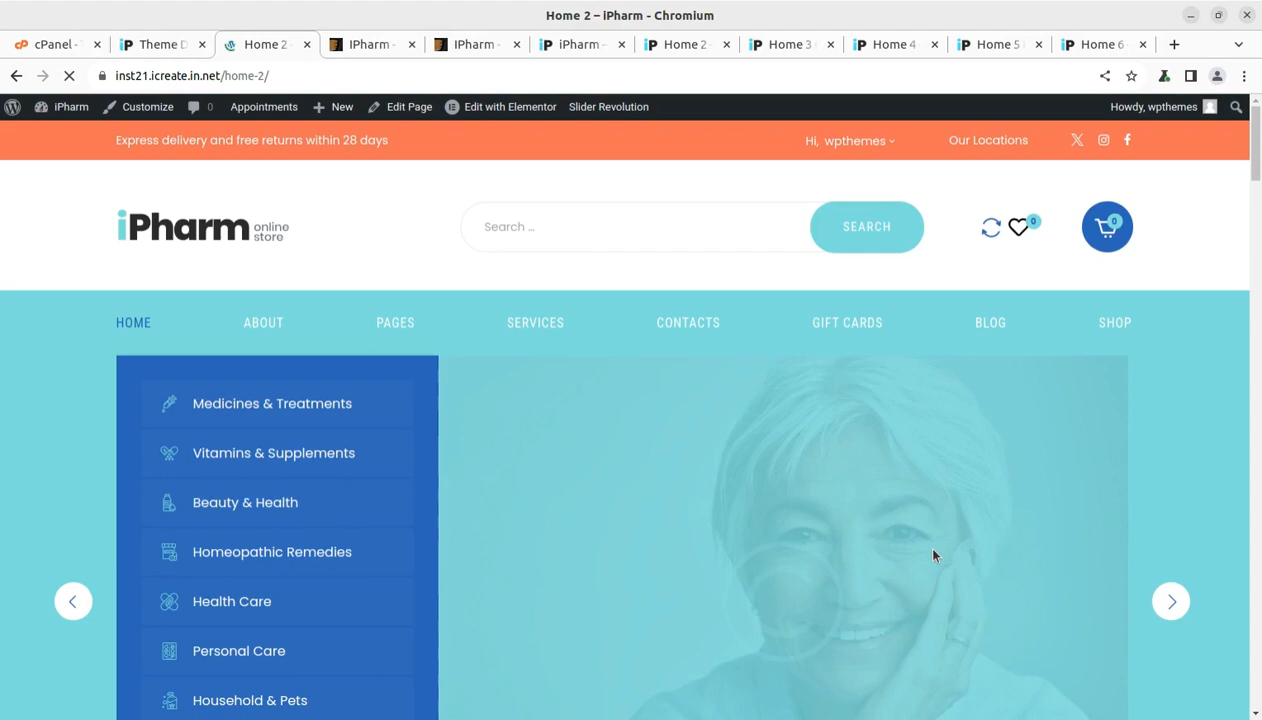 Home 2 – iPharm - Chromium
cPanel - Theme D Home 2 - IPharm - IPharm - iPharm – Home 2 - Home 3 Home 4 Home 5 Home 6
inst21.icreate.in.net/home-2/
iPharm Customize 0 Appointments New Edit Page Edit with Elementor Slider Revolution Howdy, wpthemes
Express delivery and free returns within 28 days Hi, wpthemes Our Locations
iPharm online store Search … SEARCH 0 0
HOME ABOUT PAGES SERVICES CONTACTS GIFT CARDS BLOG SHOP
Medicines & Treatments
Vitamins & Supplements
Beauty & Health
Homeopathic Remedies
Health Care
Personal Care
Household & Pets